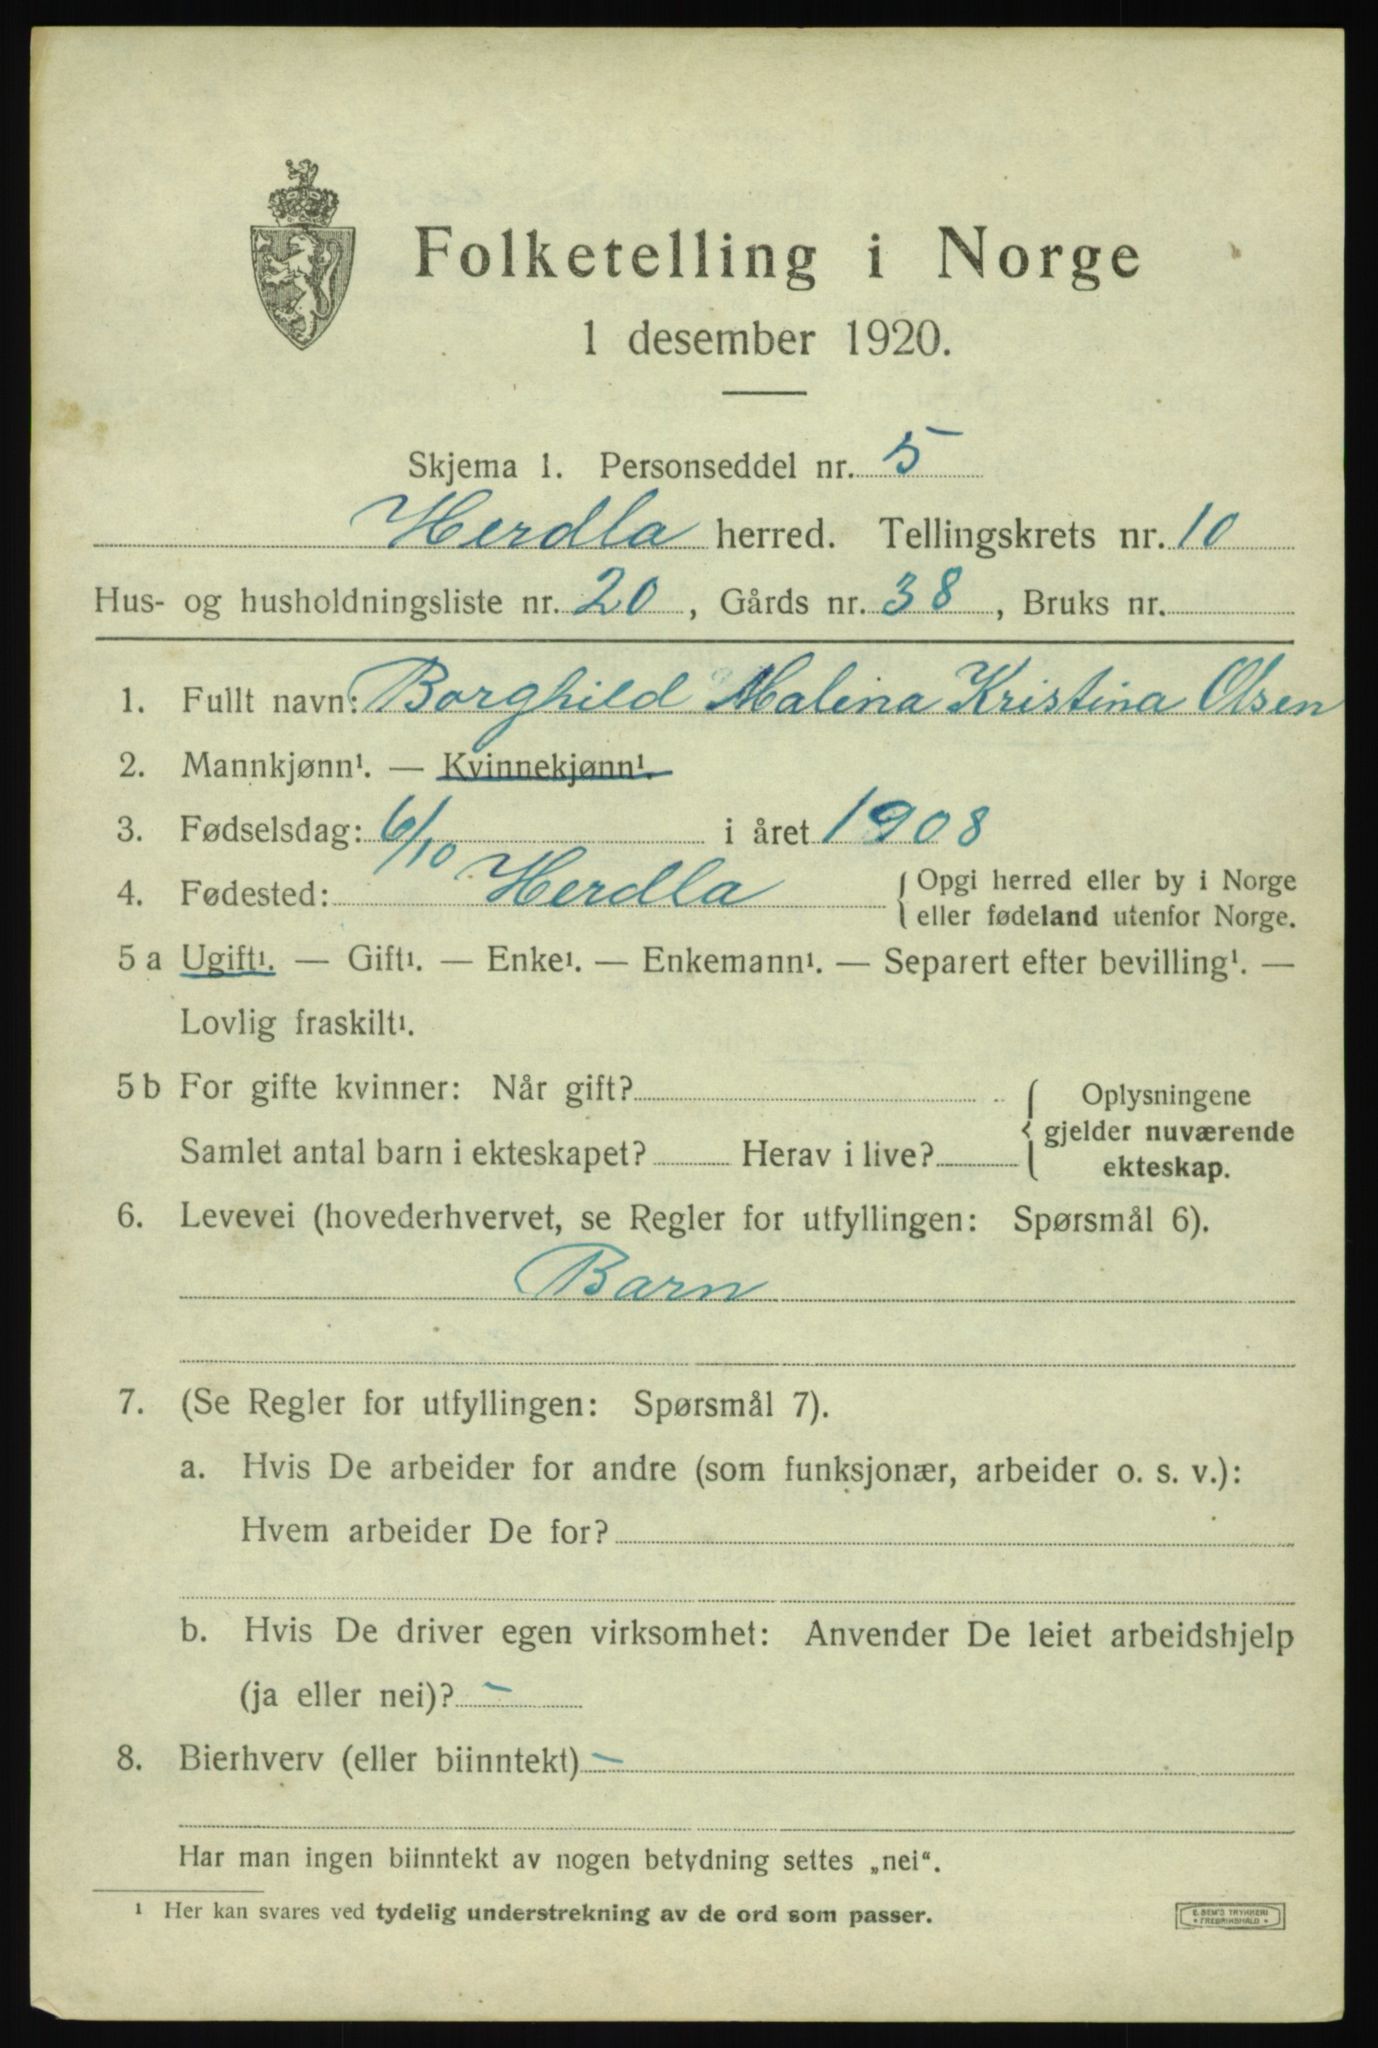 Folketelling i Norge
1 desember 1920.
Skjema 1. Personseddel nr. 5
Herdla herred. Tellingskrets nr. 10
Hus- og husholdningsliste nr. 20, Gårds nr. 38, Bruks nr.
1. Fullt navn: Borghild Malena Kristina Olsen
2. Mannkjønn¹. — Kvinnekjønn¹.
3. Fødselsdag: 6/10 i året 1908
4. Fødested: Herdla { Opgi herred eller by i Norge
eller fødeland utenfor Norge.
5 a Ugift¹. — Gift¹. — Enke¹. — Enkemann¹. — Separert efter bevilling¹. —
Lovlig fraskilt¹.
5 b For gifte kvinner: Når gift? { Oplysningene
gjelder nuværende
Samlet antal barn i ekteskapet? Herav i live? ekteskap.
6. Levevei (hovederhvervet, se Regler for utfyllingen: Spørsmål 6).
Barn
7. (Se Regler for utfyllingen: Spørsmål 7).
a. Hvis De arbeider for andre (som funksjonær, arbeider o. s. v.):
Hvem arbeider De for?
b. Hvis De driver egen virksomhet: Anvender De leiet arbeidshjelp
(ja eller nei)? –
8. Bierhverv (eller biinntekt) –
Har man ingen biinntekt av nogen betydning settes „nei“.
¹ Her kan svares ved tydelig understrekning av de ord som passer.
E. SEM'S TRYKKERI
• FREDRIKSHALD •